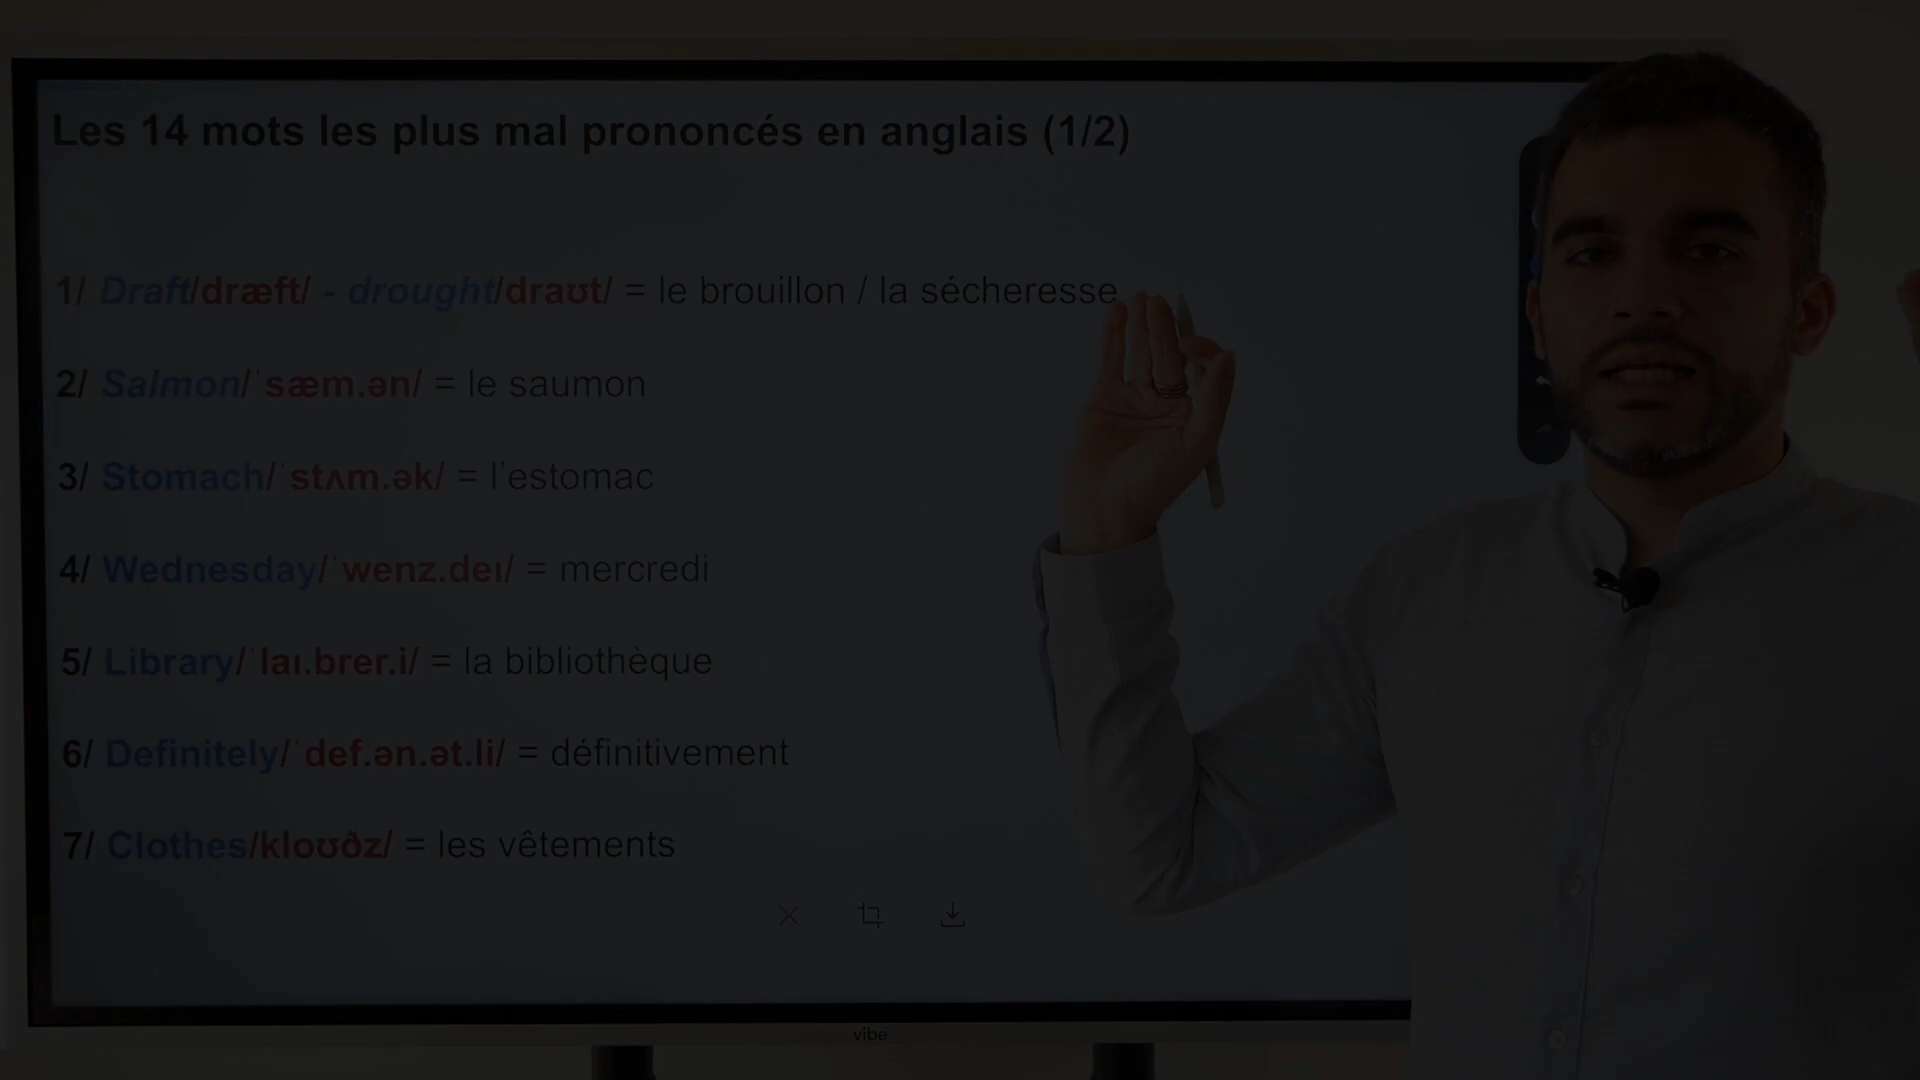 Les 14 mots les plus mal prononcés en anglais (1/2)
1/ Draft/dræft/ - drought/draʊt/ = le brouillon / la sécheresse
2/ Salmon/ˈsæm.ən/ = le saumon
3/ Stomach/ˈstʌm.ək/ = l'estomac
4/ Wednesday/ˈwenz.deɪ/ = mercredi
5/ Library/ˈlaɪ.brer.i/ = la bibliothèque
6/ Definitely/ˈdef.ən.ət.li/ = définitivement
7/ Clothes/kloʊðz/ = les vêtements
vibe